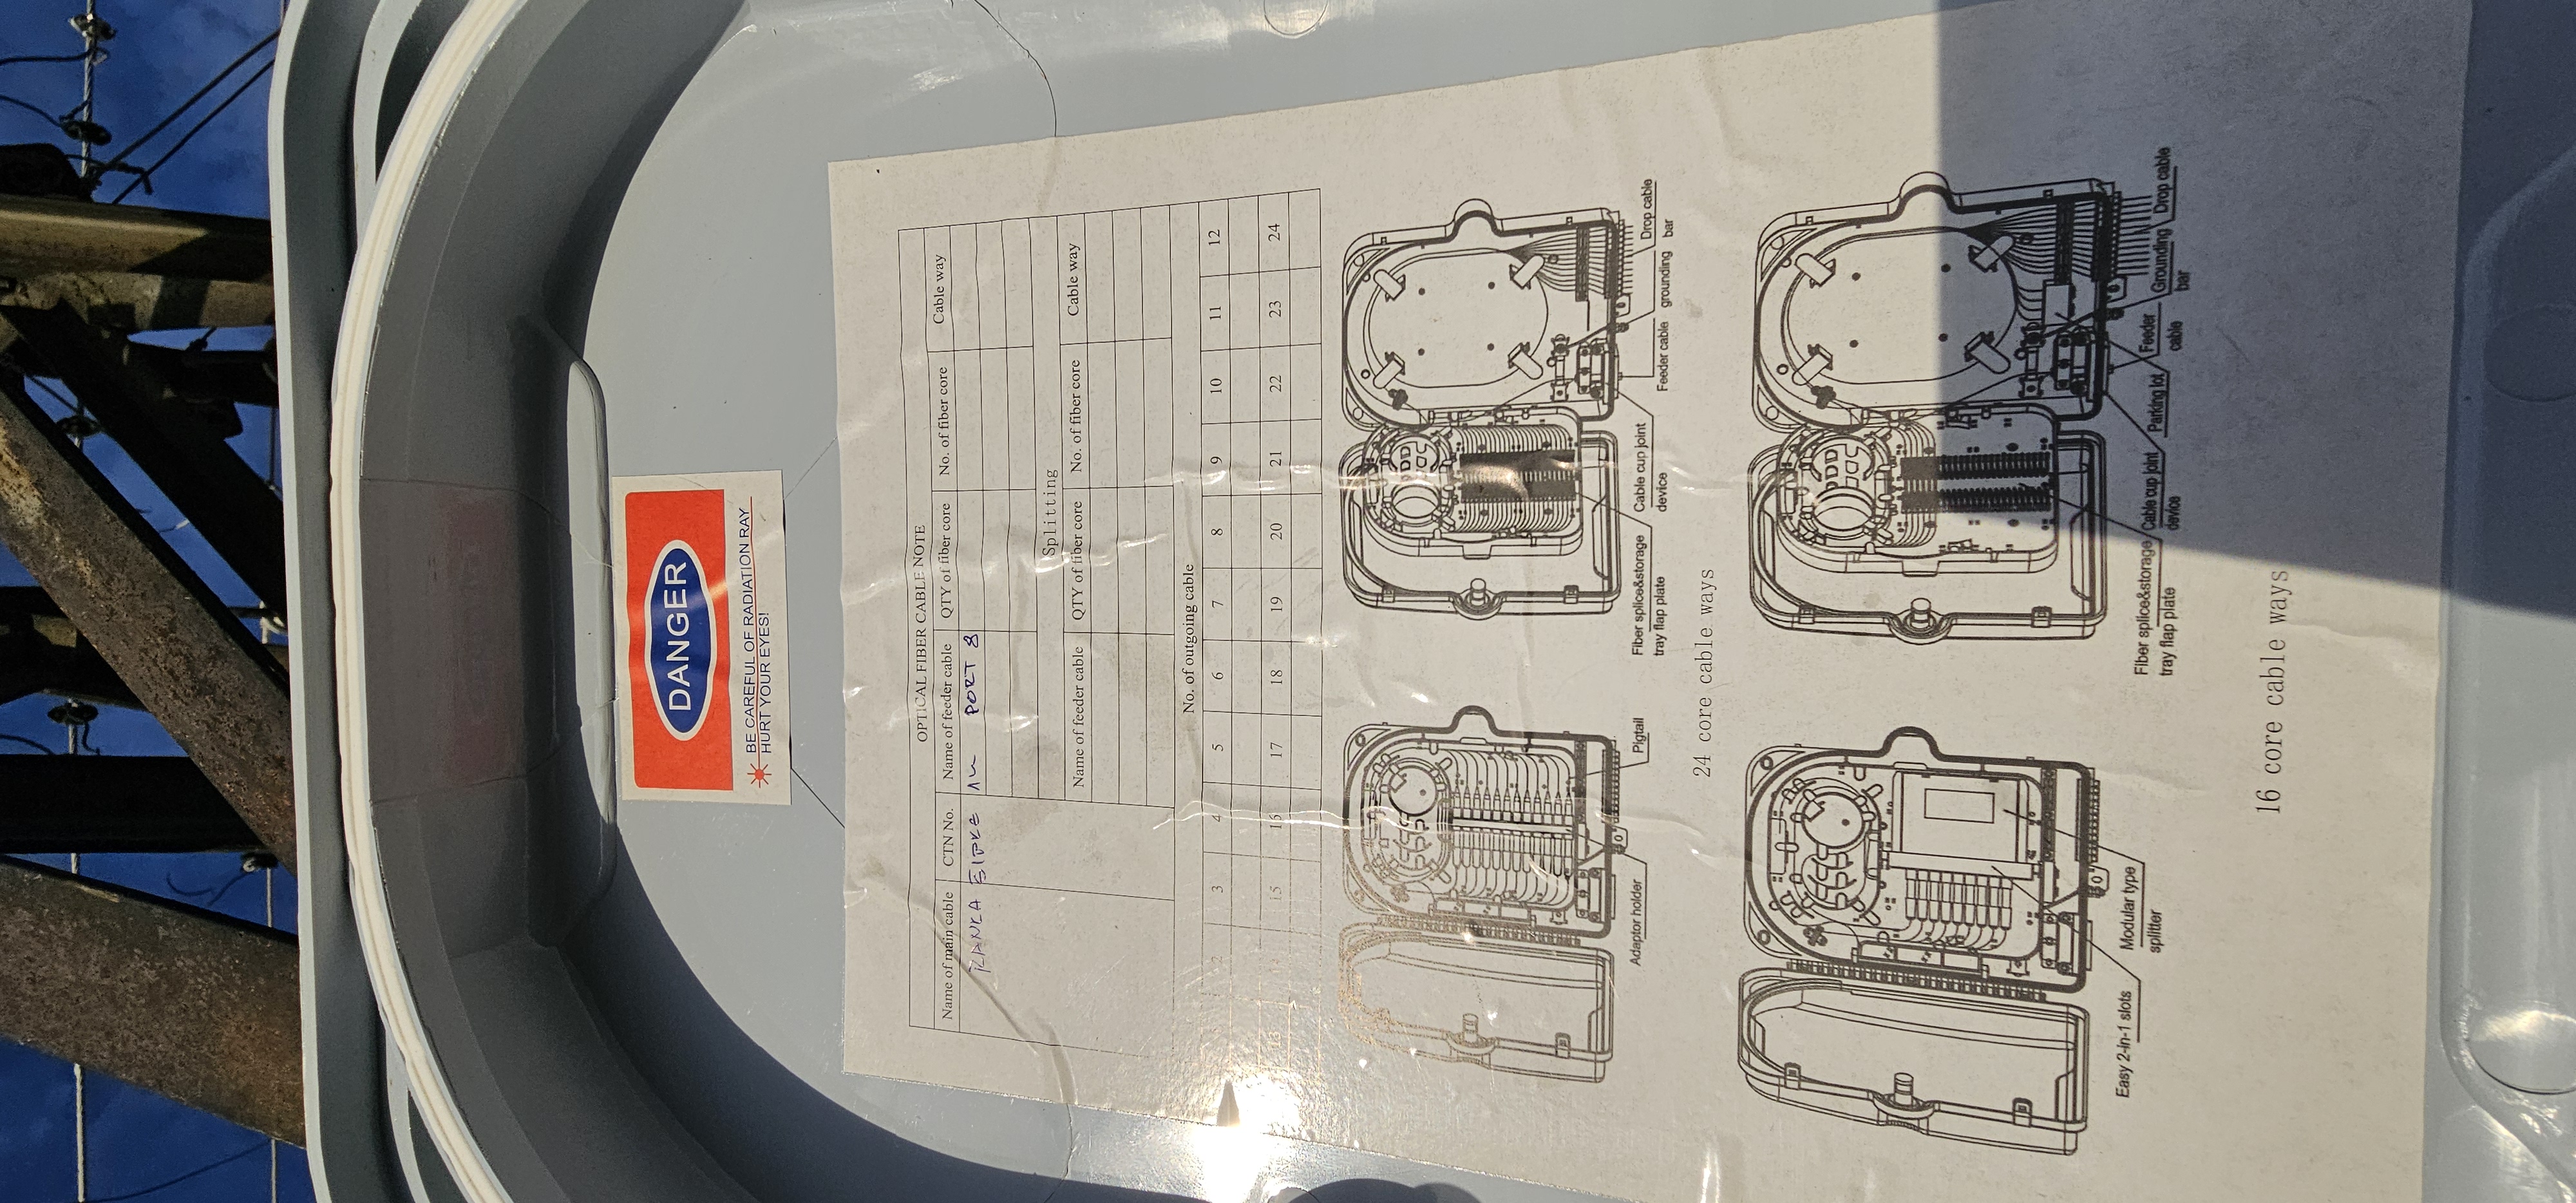 DANGER
BE CAREFUL OF RADIATION RAY
HURT YOUR EYES!
OPTICAL FIBER CABLE NOTE
Name of main cable CTN No. Name of feeder cable QTY of fiber core No. of fiber core Cable way
PORT 8
Splitting
Name of feeder cable QTY of fiber core No. of fiber core Cable way
No. of outgoing cable
2 3 4 5 6 7 8 9 10 11 12
13 15 16 17 18 19 20 21 22 23 24
Adaptor holder
Pigtail
Fiber splice&storage
tray flap plate
Cable cup joint
device
Feeder cable
grounding
bar
Drop cable
24 core cable ways
Easy 2-in-1 slots
Modular type
splitter
Fiber splice&storage
tray flap plate
Cable cup joint
device
Parking lot
Feeder
cable
Grounding
bar
Drop cable
16 core cable ways